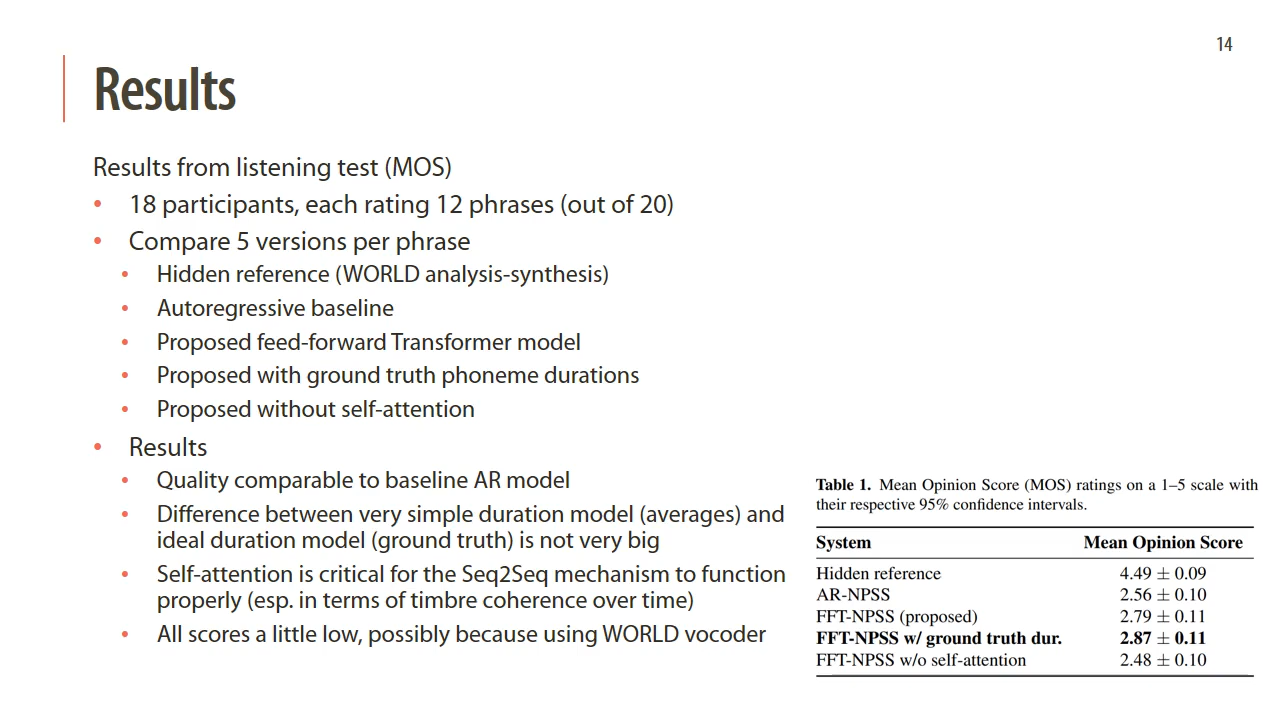 14
Results
Results from listening test (MOS)
• 18 participants, each rating 12 phrases (out of 20)
• Compare 5 versions per phrase
• Hidden reference (WORLD analysis-synthesis)
• Autoregressive baseline
• Proposed feed-forward Transformer model
• Proposed with ground truth phoneme durations
• Proposed without self-attention
• Results
• Quality comparable to baseline AR model
• Difference between very simple duration model (averages) and
ideal duration model (ground truth) is not very big
• Self-attention is critical for the Seq2Seq mechanism to function
properly (esp. in terms of timbre coherence over time)
• All scores a little low, possibly because using WORLD vocoder
Table 1. Mean Opinion Score (MOS) ratings on a 1–5 scale with
their respective 95% confidence intervals.
System Mean Opinion Score
Hidden reference 4.49 ± 0.09
AR-NPSS 2.56 ± 0.10
FFT-NPSS (proposed) 2.79 ± 0.11
FFT-NPSS w/ ground truth dur. 2.87 ± 0.11
FFT-NPSS w/o self-attention 2.48 ± 0.10